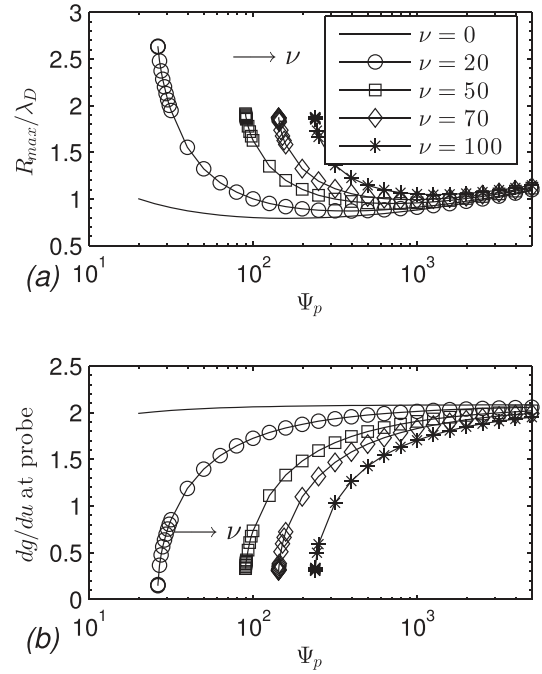 3
2.5
2
1.5
1
0.5
R_{max}/λ_D
→ ν
ν = 0
ν = 20
ν = 50
ν = 70
ν = 100
10^1 10^2 10^3
(a)
Ψ_p
2.5
2
1.5
1
0.5
0
dg/du at probe
→ ν
10^1 10^2 10^3
(b)
Ψ_p